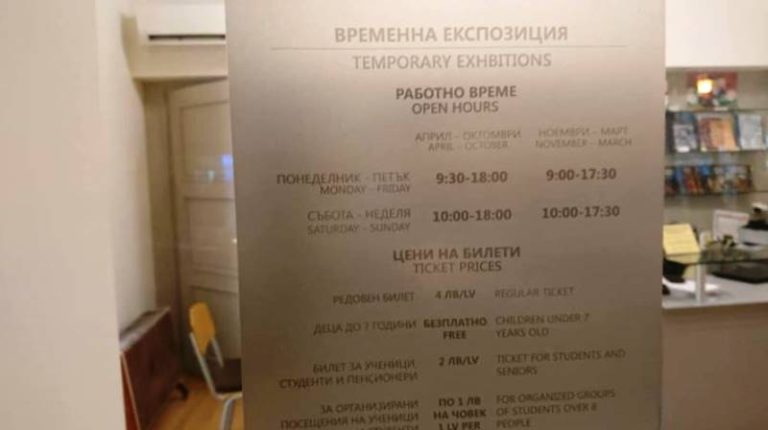 ВРЕМЕННА ЕКСПОЗИЦИЯ
TEMPORARY EXHBITIONS
РАБОТНО ВРЕМЕ
OPEN HOURS
АПРИЛ - ОКТОМВРИ НОЕМВРИ - МАРТ
APRIL - OCTOBER NOVEMBER - MARCH
ПОНЕДЕЛНИК - ПЕТЪК 9:30-18:00 9:00-17:30
MONDAY - FRIDAY
СЪБОТА - НЕДЕЛЯ 10:00-18:00 10:00-17:30
SATURDAY - SUNDAY
ЦЕНИ НА БИЛЕТИ
TICKET PRICES
РЕДОВЕН БИЛЕТ 4 ЛВ/LV REGULAR TICKET
ДЕЦА ДО 7 ГОДИНИ БЕЗПЛАТНО CHILDREN UNDER 7
FREE YEARS OLD
БИЛЕТ ЗА УЧЕНИЦИ, 2 ЛВ/LV TICKET FOR STUDENTS AND
СТУДЕНТИ И ПЕНСИОНЕРИ SENIORS
ЗА ОРГАНИЗИРАНИ ПО 1 ЛВ FOR ORGANIZED GROUPS
ПОСЕЩЕНИЯ НА УЧЕНИЦИ НА ЧОВЕК OF STUDENTS OVER 8
1 LV PER PEOPLE